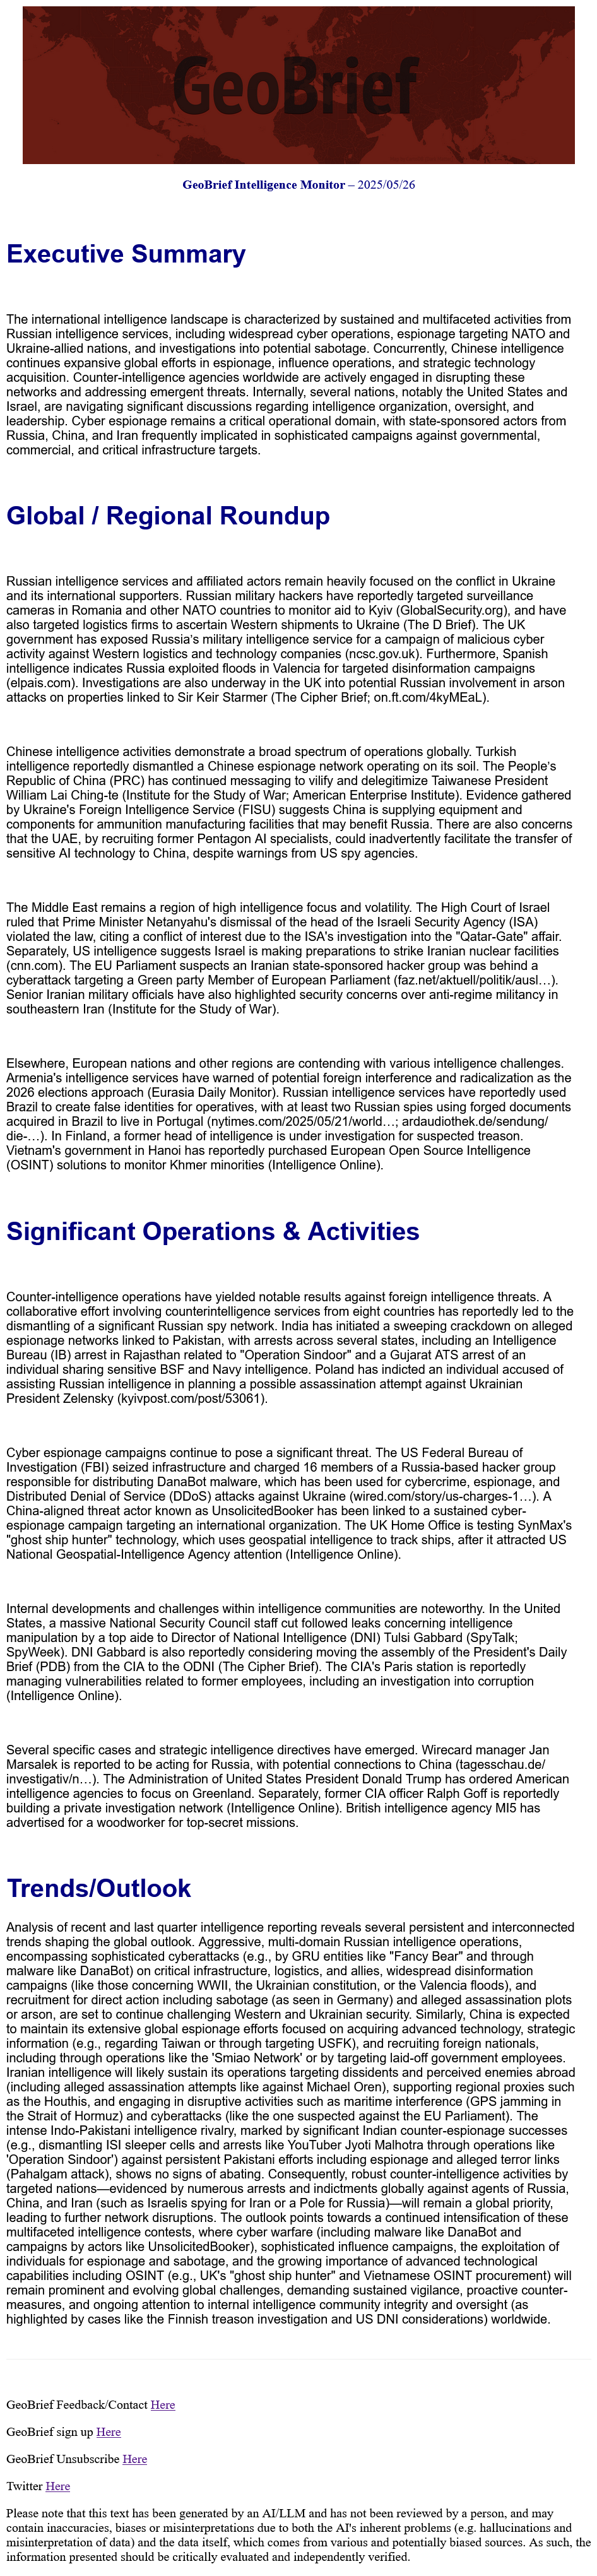 GeoBrief
GeoBrief Intelligence Monitor – 2025/05/26
Executive Summary
The international intelligence landscape is characterized by sustained and multifaceted activities from
Russian intelligence services, including widespread cyber operations, espionage targeting NATO and
Ukraine-allied nations, and investigations into potential sabotage. Concurrently, Chinese intelligence
continues expansive global efforts in espionage, influence operations, and strategic technology
acquisition. Counter-intelligence agencies worldwide are actively engaged in disrupting these
networks and addressing emergent threats. Internally, several nations, notably the United States and
Israel, are navigating significant discussions regarding intelligence organization, oversight, and
leadership. Cyber espionage remains a critical operational domain, with state-sponsored actors from
Russia, China, and Iran frequently implicated in sophisticated campaigns against governmental,
commercial, and critical infrastructure targets.
Global / Regional Roundup
Russian intelligence services and affiliated actors remain heavily focused on the conflict in Ukraine
and its international supporters. Russian military hackers have reportedly targeted surveillance
cameras in Romania and other NATO countries to monitor aid to Kyiv (GlobalSecurity.org), and have
also targeted logistics firms to ascertain Western shipments to Ukraine (The D Brief). The UK
government has exposed Russia's military intelligence service for a campaign of malicious cyber
activity against Western logistics and technology companies (ncsc.gov.uk). Furthermore, Spanish
intelligence indicates Russia exploited floods in Valencia for targeted disinformation campaigns
(elpais.com). Investigations are also underway in the UK into potential Russian involvement in arson
attacks on properties linked to Sir Keir Starmer (The Cipher Brief; on.ft.com/4kyMEaL).
Chinese intelligence activities demonstrate a broad spectrum of operations globally. Turkish
intelligence reportedly dismantled a Chinese espionage network operating on its soil. The People's
Republic of China (PRC) has continued messaging to vilify and delegitimize Taiwanese President
William Lai Ching-te (Institute for the Study of War; American Enterprise Institute). Evidence gathered
by Ukraine's Foreign Intelligence Service (FISU) suggests China is supplying equipment and
components for ammunition manufacturing facilities that may benefit Russia. There are also concerns
that the UAE, by recruiting former Pentagon AI specialists, could inadvertently facilitate the transfer of
sensitive AI technology to China, despite warnings from US spy agencies.
The Middle East remains a region of high intelligence focus and volatility. The High Court of Israel
ruled that Prime Minister Netanyahu's dismissal of the head of the Israeli Security Agency (ISA)
violated the law, citing a conflict of interest due to the ISA's investigation into the "Qatar-Gate" affair.
Separately, US intelligence suggests Israel is making preparations to strike Iranian nuclear facilities
(cnn.com). The EU Parliament suspects an Iranian state-sponsored hacker group was behind a
cyberattack targeting a Green party Member of European Parliament (faz.net/aktuell/politik/ausl…).
Senior Iranian military officials have also highlighted security concerns over anti-regime militancy in
southeastern Iran (Institute for the Study of War).
Elsewhere, European nations and other regions are contending with various intelligence challenges.
Armenia's intelligence services have warned of potential foreign interference and radicalization as the
2026 elections approach (Eurasia Daily Monitor). Russian intelligence services have reportedly used
Brazil to create false identities for operatives, with at least two Russian spies using forged documents
acquired in Brazil to live in Portugal (nytimes.com/2025/05/21/world…; ardaudiothek.de/sendung/
die-…). In Finland, a former head of intelligence is under investigation for suspected treason.
Vietnam's government in Hanoi has reportedly purchased European Open Source Intelligence
(OSINT) solutions to monitor Khmer minorities (Intelligence Online).
Significant Operations & Activities
Counter-intelligence operations have yielded notable results against foreign intelligence threats. A
collaborative effort involving counterintelligence services from eight countries has reportedly led to the
dismantling of a significant Russian spy network. India has initiated a sweeping crackdown on alleged
espionage networks linked to Pakistan, with arrests across several states, including an Intelligence
Bureau (IB) arrest in Rajasthan related to "Operation Sindoor" and a Gujarat ATS arrest of an
individual sharing sensitive BSF and Navy intelligence. Poland has indicted an individual accused of
assisting Russian intelligence in planning a possible assassination attempt against Ukrainian
President Zelensky (kyivpost.com/post/53061).
Cyber espionage campaigns continue to pose a significant threat. The US Federal Bureau of
Investigation (FBI) seized infrastructure and charged 16 members of a Russia-based hacker group
responsible for distributing DanaBot malware, which has been used for cybercrime, espionage, and
Distributed Denial of Service (DDoS) attacks against Ukraine (wired.com/story/us-charges-1…). A
China-aligned threat actor known as UnsolicitedBooker has been linked to a sustained cyber-
espionage campaign targeting an international organization. The UK Home Office is testing SynMax's
"ghost ship hunter" technology, which uses geospatial intelligence to track ships, after it attracted US
National Geospatial-Intelligence Agency attention (Intelligence Online).
Internal developments and challenges within intelligence communities are noteworthy. In the United
States, a massive National Security Council staff cut followed leaks concerning intelligence
manipulation by a top aide to Director of National Intelligence (DNI) Tulsi Gabbard (SpyTalk;
SpyWeek). DNI Gabbard is also reportedly considering moving the assembly of the President's Daily
Brief (PDB) from the CIA to the ODNI (The Cipher Brief). The CIA's Paris station is reportedly
managing vulnerabilities related to former employees, including an investigation into corruption
(Intelligence Online).
Several specific cases and strategic intelligence directives have emerged. Wirecard manager Jan
Marsalek is reported to be acting for Russia, with potential connections to China (tagesschau.de/
investigativ/n…). The Administration of United States President Donald Trump has ordered American
intelligence agencies to focus on Greenland. Separately, former CIA officer Ralph Goff is reportedly
building a private investigation network (Intelligence Online). British intelligence agency MI5 has
advertised for a woodworker for top-secret missions.
Trends/Outlook
Analysis of recent and last quarter intelligence reporting reveals several persistent and interconnected
trends shaping the global outlook. Aggressive, multi-domain Russian intelligence operations,
encompassing sophisticated cyberattacks (e.g., by GRU entities like "Fancy Bear" and through
malware like DanaBot) on critical infrastructure, logistics, and allies, widespread disinformation
campaigns (like those concerning WWII, the Ukrainian constitution, or the Valencia floods), and
recruitment for direct action including sabotage (as seen in Germany) and alleged assassination plots
or arson, are set to continue challenging Western and Ukrainian security. Similarly, China is expected
to maintain its extensive global espionage efforts focused on acquiring advanced technology, strategic
information (e.g., regarding Taiwan or through targeting USFK), and recruiting foreign nationals,
including through operations like the 'Smiao Network' or by targeting laid-off government employees.
Iranian intelligence will likely sustain its operations targeting dissidents and perceived enemies abroad
(including alleged assassination attempts like against Michael Oren), supporting regional proxies such
as the Houthis, and engaging in disruptive activities such as maritime interference (GPS jamming in
the Strait of Hormuz) and cyberattacks (like the one suspected against the EU Parliament). The
intense Indo-Pakistani intelligence rivalry, marked by significant Indian counter-espionage successes
(e.g., dismantling ISI sleeper cells and arrests like YouTuber Jyoti Malhotra through operations like
'Operation Sindoor') against persistent Pakistani efforts including espionage and alleged terror links
(Pahalgam attack), shows no signs of abating. Consequently, robust counter-intelligence activities by
targeted nations—evidenced by numerous arrests and indictments globally against agents of Russia,
China, and Iran (such as Israelis spying for Iran or a Pole for Russia)—will remain a global priority,
leading to further network disruptions. The outlook points towards a continued intensification of these
multifaceted intelligence contests, where cyber warfare (including malware like DanaBot and
campaigns by actors like UnsolicitedBooker), sophisticated influence campaigns, the exploitation of
individuals for espionage and sabotage, and the growing importance of advanced technological
capabilities including OSINT (e.g., UK's "ghost ship hunter" and Vietnamese OSINT procurement) will
remain prominent and evolving global challenges, demanding sustained vigilance, proactive counter-
measures, and ongoing attention to internal intelligence community integrity and oversight (as
highlighted by cases like the Finnish treason investigation and US DNI considerations) worldwide.
GeoBrief Feedback/Contact Here
GeoBrief sign up Here
GeoBrief Unsubscribe Here
Twitter Here
Please note that this text has been generated by an AI/LLM and has not been reviewed by a person, and may
contain inaccuracies, biases or misinterpretations due to both the AI's inherent problems (e.g. hallucinations and
misinterpretation of data) and the data itself, which comes from various and potentially biased sources. As such, the
information presented should be critically evaluated and independently verified.